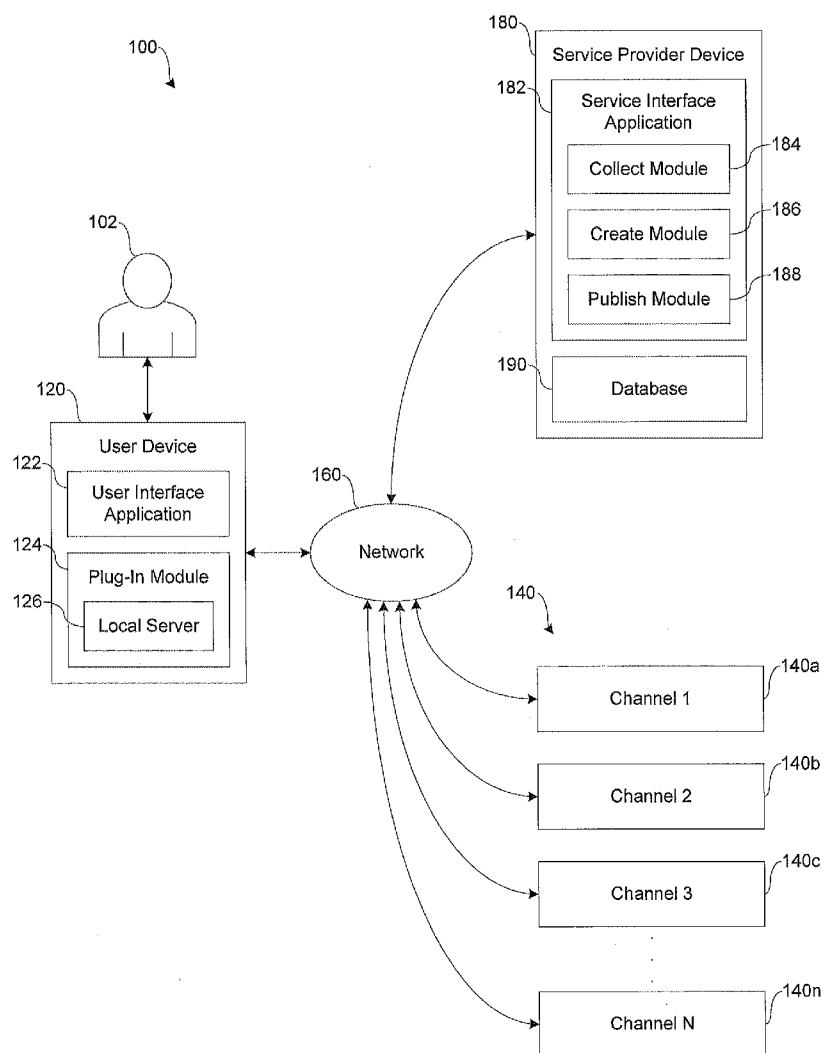 100
180
Service Provider Device
182
Service Interface
Application
184
Collect Module
186
Create Module
188
Publish Module
190
Database
102
120
User Device
122
User Interface
Application
124
Plug-In Module
126
Local Server
160
Network
140
140a
Channel 1
140b
Channel 2
140c
Channel 3
140n
Channel N